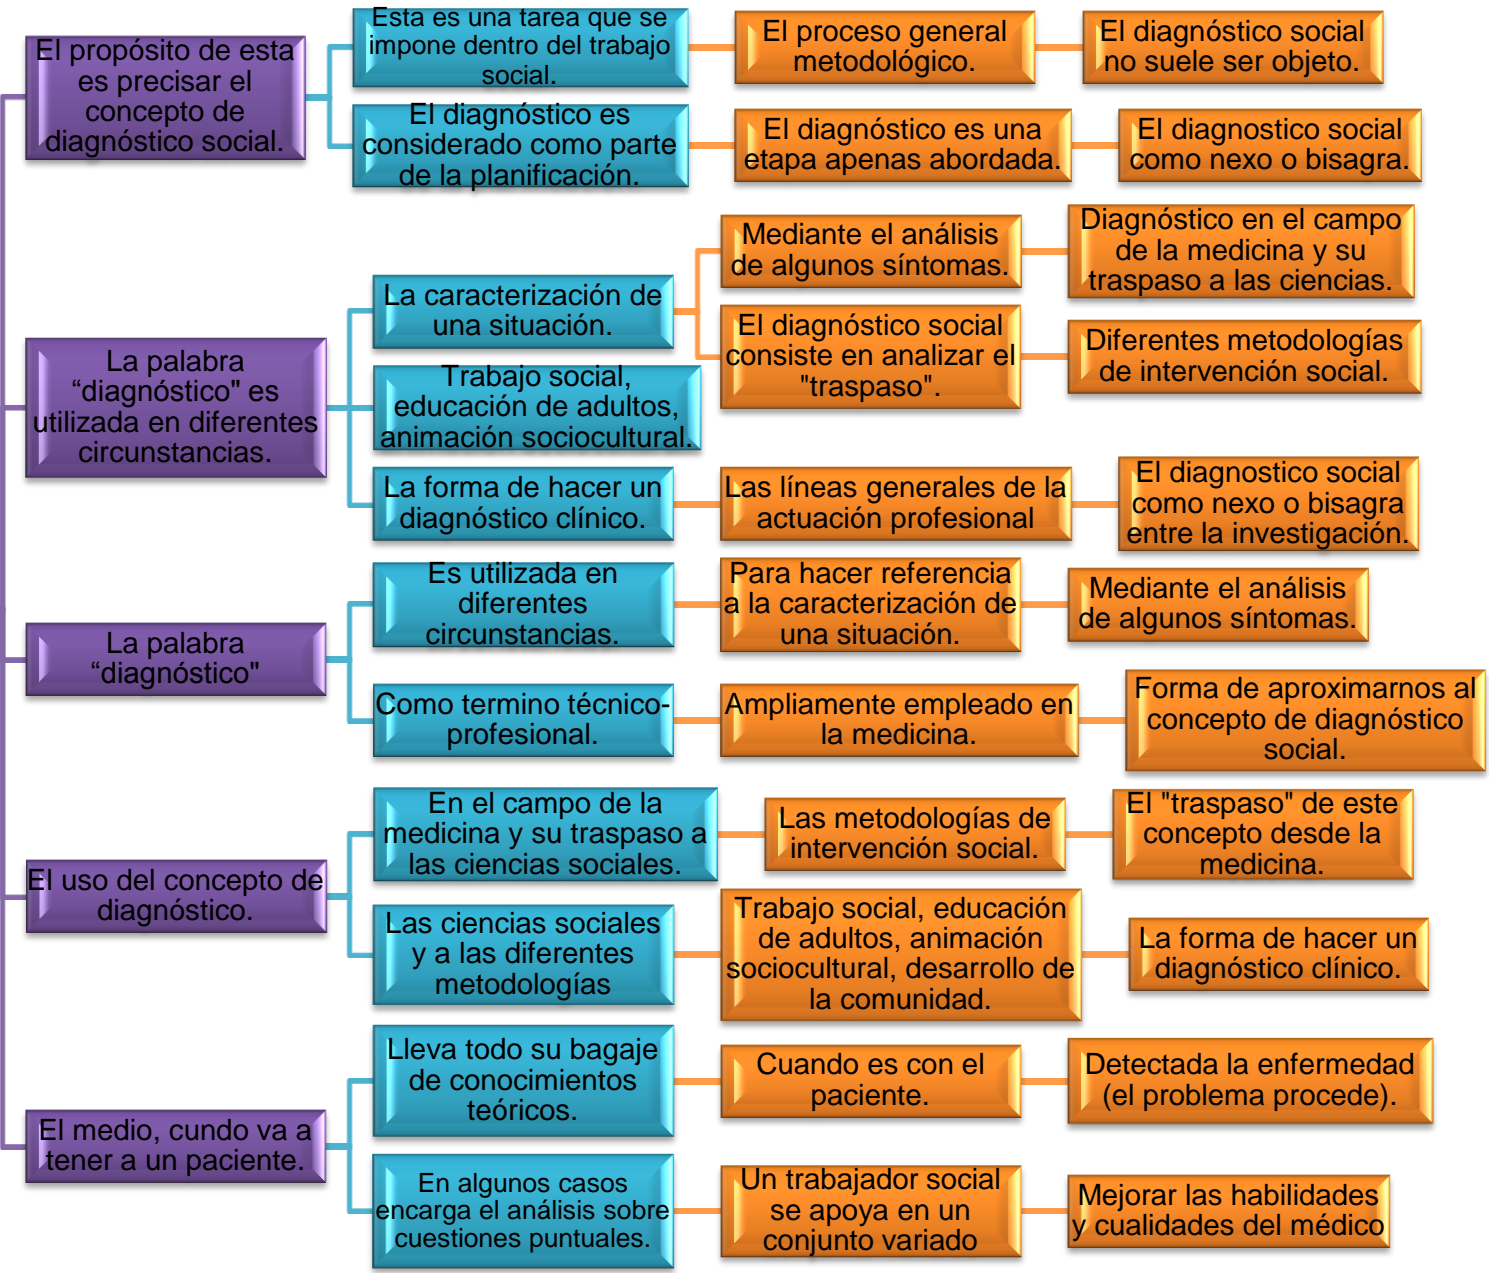 El propósito de esta
es precisar el
concepto de
diagnóstico social.
Esta es una tarea que se
impone dentro del trabajo
social.
El proceso general
metodológico.
El diagnóstico social
no suele ser objeto.
El diagnóstico es
considerado como parte
de la planificación.
El diagnóstico es una
etapa apenas abordada.
El diagnostico social
como nexo o bisagra.
La palabra
“diagnóstico" es
utilizada en diferentes
circunstancias.
La caracterización de
una situación.
Mediante el análisis
de algunos síntomas.
Diagnóstico en el campo
de la medicina y su
traspaso a las ciencias.
El diagnóstico social
consiste en analizar el
"traspaso".
Diferentes metodologías
de intervención social.
Trabajo social,
educación de adultos,
animación sociocultural.
La forma de hacer un
diagnóstico clínico.
Las líneas generales de la
actuación profesional
El diagnostico social
como nexo o bisagra
entre la investigación.
La palabra
“diagnóstico"
Es utilizada en
diferentes
circunstancias.
Para hacer referencia
a la caracterización de
una situación.
Mediante el análisis
de algunos síntomas.
Como termino técnico-
profesional.
Ampliamente empleado en
la medicina.
Forma de aproximarnos al
concepto de diagnóstico
social.
El uso del concepto de
diagnóstico.
En el campo de la
medicina y su traspaso a
las ciencias sociales.
Las metodologías de
intervención social.
El "traspaso" de este
concepto desde la
medicina.
Las ciencias sociales
y a las diferentes
metodologías
Trabajo social, educación
de adultos, animación
sociocultural, desarrollo de
la comunidad.
La forma de hacer un
diagnóstico clínico.
El medio, cundo va a
tener a un paciente.
Lleva todo su bagaje
de conocimientos
teóricos.
Cuando es con el
paciente.
Detectada la enfermedad
(el problema procede).
En algunos casos
encarga el análisis sobre
cuestiones puntuales.
Un trabajador social
se apoya en un
conjunto variado
Mejorar las habilidades
y cualidades del médico